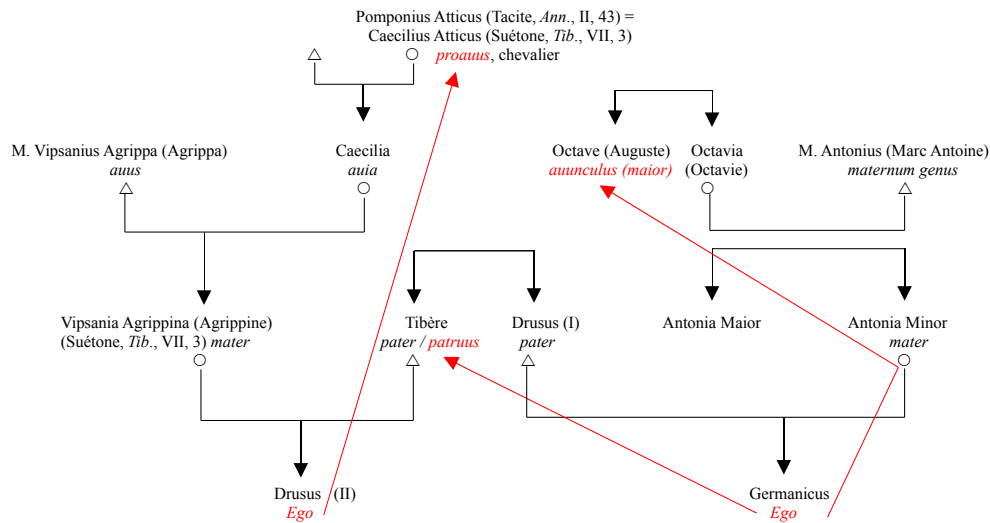 Pomponius Atticus (Tacite, Ann., II, 43) =
Caecilius Atticus (Suétone, Tib., VII, 3)
proauus, chevalier
M. Vipsanius Agrippa (Agrippa)
auus
Caecilia
auia
Octave (Auguste)
auunculus (maior)
Octavia
(Octavie)
M. Antonius (Marc Antoine)
maternum genus
Vipsania Agrippina (Agrippine)
(Suétone, Tib., VII, 3) mater
Tibère
pater / patruus
Drusus (I)
pater
Antonia Maior
Antonia Minor
mater
Drusus (II)
Ego
Germanicus
Ego